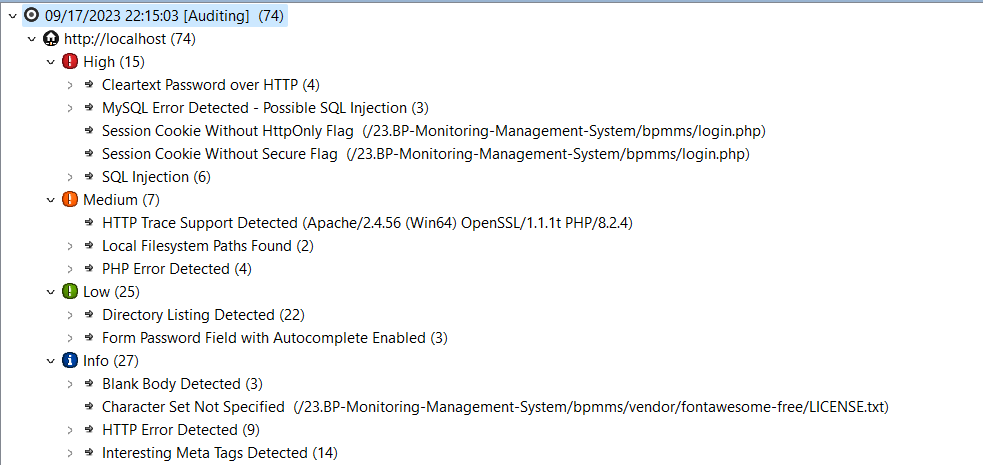 09/17/2023 22:15:03 [Auditing] (74)
http://localhost (74)
High (15)
Cleartext Password over HTTP (4)
MySQL Error Detected - Possible SQL Injection (3)
Session Cookie Without HttpOnly Flag (/23.BP-Monitoring-Management-System/bpmms/login.php)
Session Cookie Without Secure Flag (/23.BP-Monitoring-Management-System/bpmms/login.php)
SQL Injection (6)
Medium (7)
HTTP Trace Support Detected (Apache/2.4.56 (Win64) OpenSSL/1.1.1t PHP/8.2.4)
Local Filesystem Paths Found (2)
PHP Error Detected (4)
Low (25)
Directory Listing Detected (22)
Form Password Field with Autocomplete Enabled (3)
Info (27)
Blank Body Detected (3)
Character Set Not Specified (/23.BP-Monitoring-Management-System/bpmms/vendor/fontawesome-free/LICENSE.txt)
HTTP Error Detected (9)
Interesting Meta Tags Detected (14)